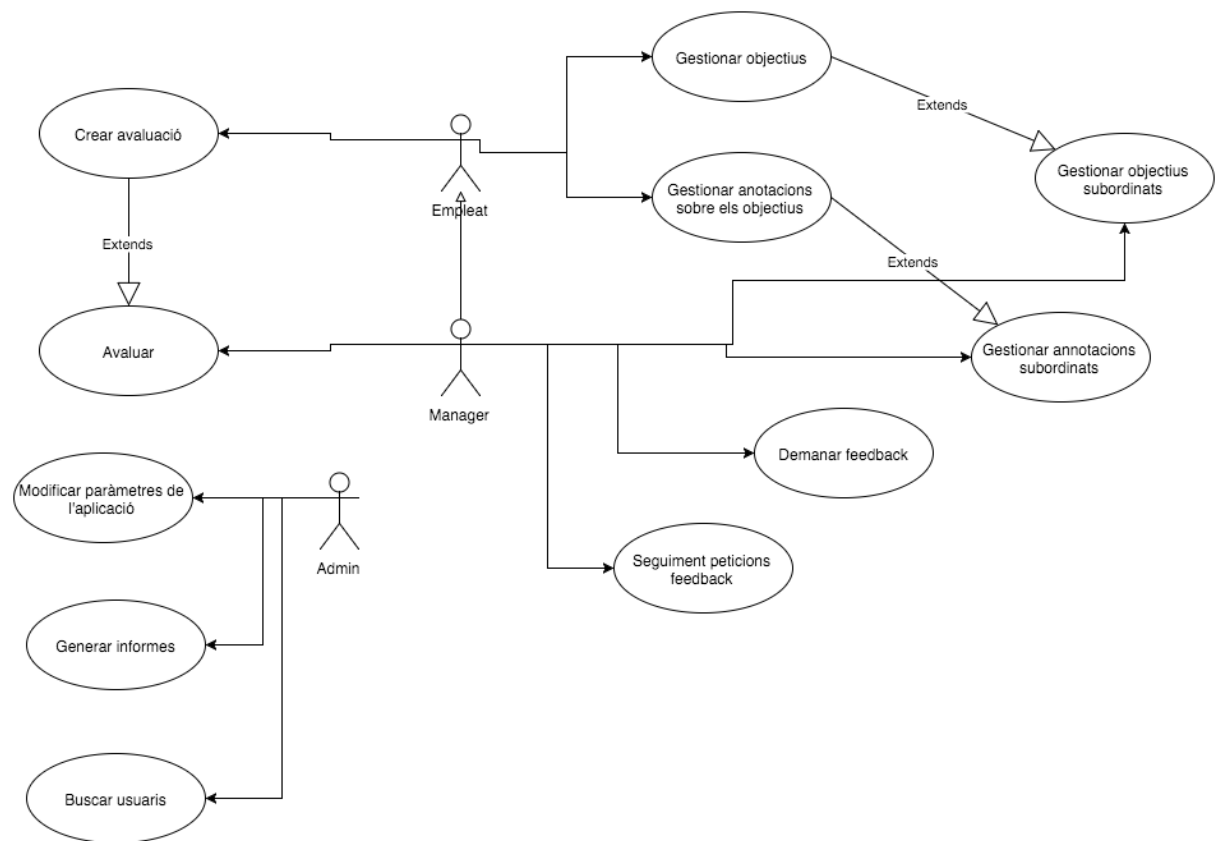 Gestionar objectius
Extends
Crear avaluació
Empleat
Gestionar anotacions
sobre els objectius
Gestionar objectius
subordinats
Extends
Extends
Avaluar
Manager
Gestionar annotacions
subordinats
Demanar feedback
Modificar paràmetres de
l'aplicació
Admin
Seguiment peticions
feedback
Generar informes
Buscar usuaris